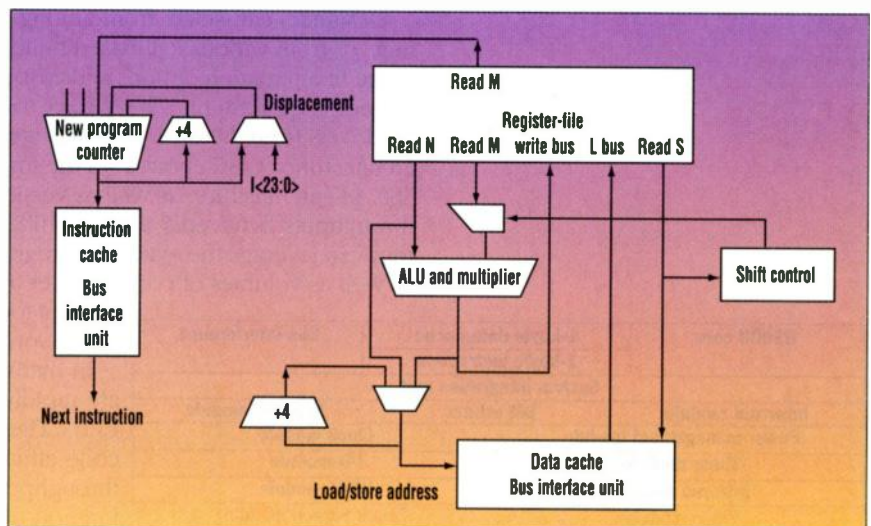 Read M
Displacement
New program
counter
+4
Register-file
Read N Read M write bus L bus Read S
I<23:0>
Instruction
cache
Bus
interface
unit
ALU and multiplier
Shift control
Next instruction
+4
Data cache
Bus interface unit
Load/store address